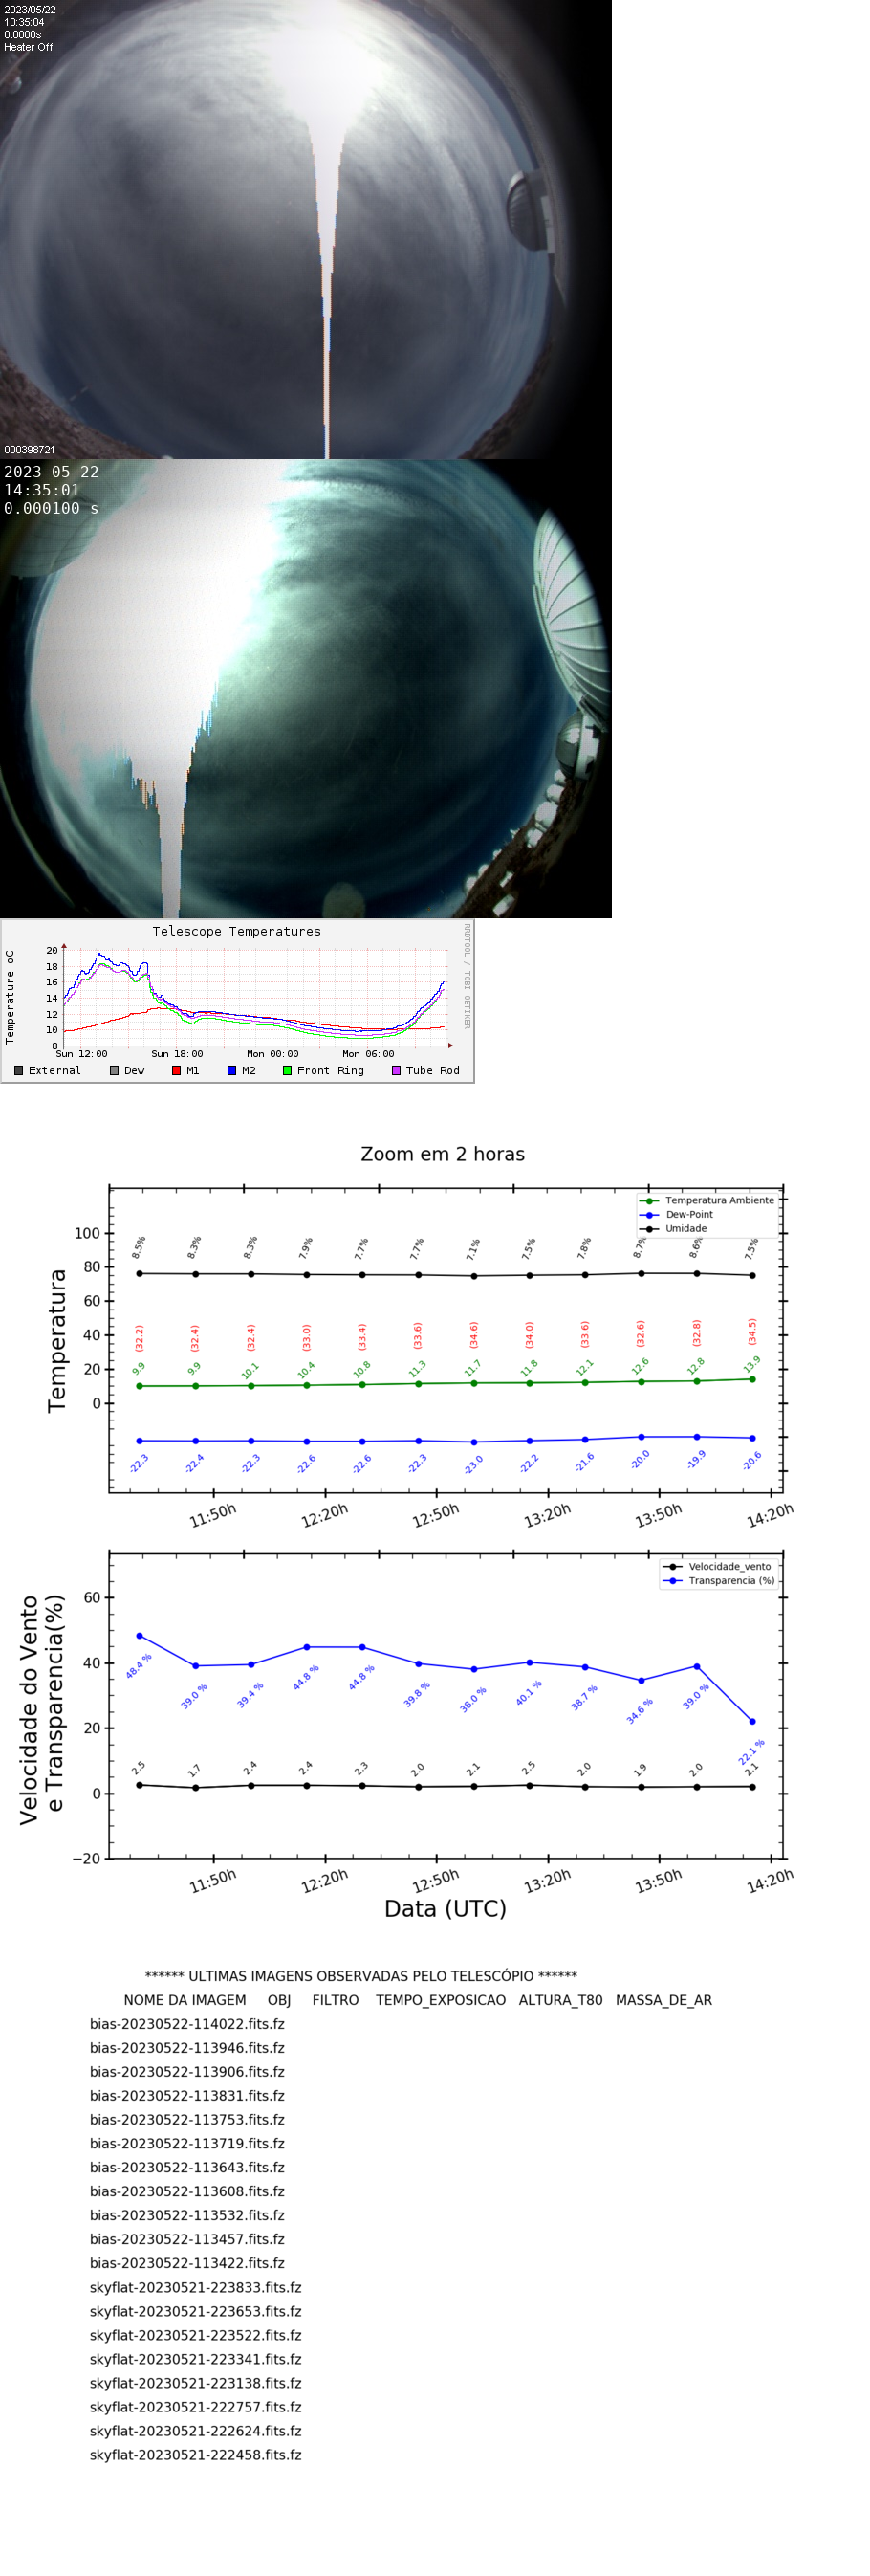 2023/05/22
10:35:04
0.0000s
Heater Off
000398721
2023-05-22
14:35:01
0.000100 s
Telescope Temperatures
RRDTOOL / TOBI OETIKER
Temperature oC
20
18
16
14
12
10
8
Sun 12:00 Sun 18:00 Mon 00:00 Mon 06:00
External Dew M1 M2 Front Ring Tube Rod
Zoom em 2 horas
Temperatura Ambiente
Dew-Point
Umidade
Temperatura
100
80
60
40
20
0
8.5% 8.3% 8.3% 7.9% 7.7% 7.7% 7.1% 7.5% 7.8% 8.7% 8.6% 7.5%
(32.2) (32.4) (32.4) (33.0) (33.4) (33.6) (34.6) (34.0) (33.6) (32.6) (32.8) (34.5)
9.9 9.9 10.1 10.4 10.8 11.3 11.7 11.8 12.1 12.6 12.8 13.9
-22.3 -22.4 -22.3 -22.6 -22.6 -22.3 -23.0 -22.2 -21.6 -20.0 -19.9 -20.6
11:50h 12:20h 12:50h 13:20h 13:50h 14:20h
Velocidade_vento
Transparencia (%)
Velocidade do Vento
e Transparencia(%)
60
40
20
0
−20
48.4 % 39.0 % 39.4 % 44.8 % 44.8 % 39.8 % 38.0 % 40.1 % 38.7 % 34.6 % 39.0 % 22.1 %
2.5 1.7 2.4 2.4 2.3 2.0 2.1 2.5 2.0 1.9 2.0 2.1
11:50h 12:20h 12:50h 13:20h 13:50h 14:20h
Data (UTC)
****** ULTIMAS IMAGENS OBSERVADAS PELO TELESCÓPIO ******
NOME DA IMAGEM OBJ FILTRO TEMPO_EXPOSICAO ALTURA_T80 MASSA_DE_AR
bias-20230522-114022.fits.fz
bias-20230522-113946.fits.fz
bias-20230522-113906.fits.fz
bias-20230522-113831.fits.fz
bias-20230522-113753.fits.fz
bias-20230522-113719.fits.fz
bias-20230522-113643.fits.fz
bias-20230522-113608.fits.fz
bias-20230522-113532.fits.fz
bias-20230522-113457.fits.fz
bias-20230522-113422.fits.fz
skyflat-20230521-223833.fits.fz
skyflat-20230521-223653.fits.fz
skyflat-20230521-223522.fits.fz
skyflat-20230521-223341.fits.fz
skyflat-20230521-223138.fits.fz
skyflat-20230521-222757.fits.fz
skyflat-20230521-222624.fits.fz
skyflat-20230521-222458.fits.fz